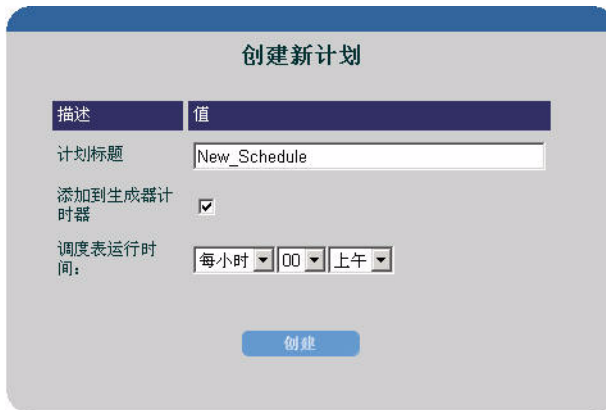 创建新计划
描述 值
计划标题 New_Schedule
添加到生成器计
时器
调度表运行时
间： 每小时 00 上午
创建